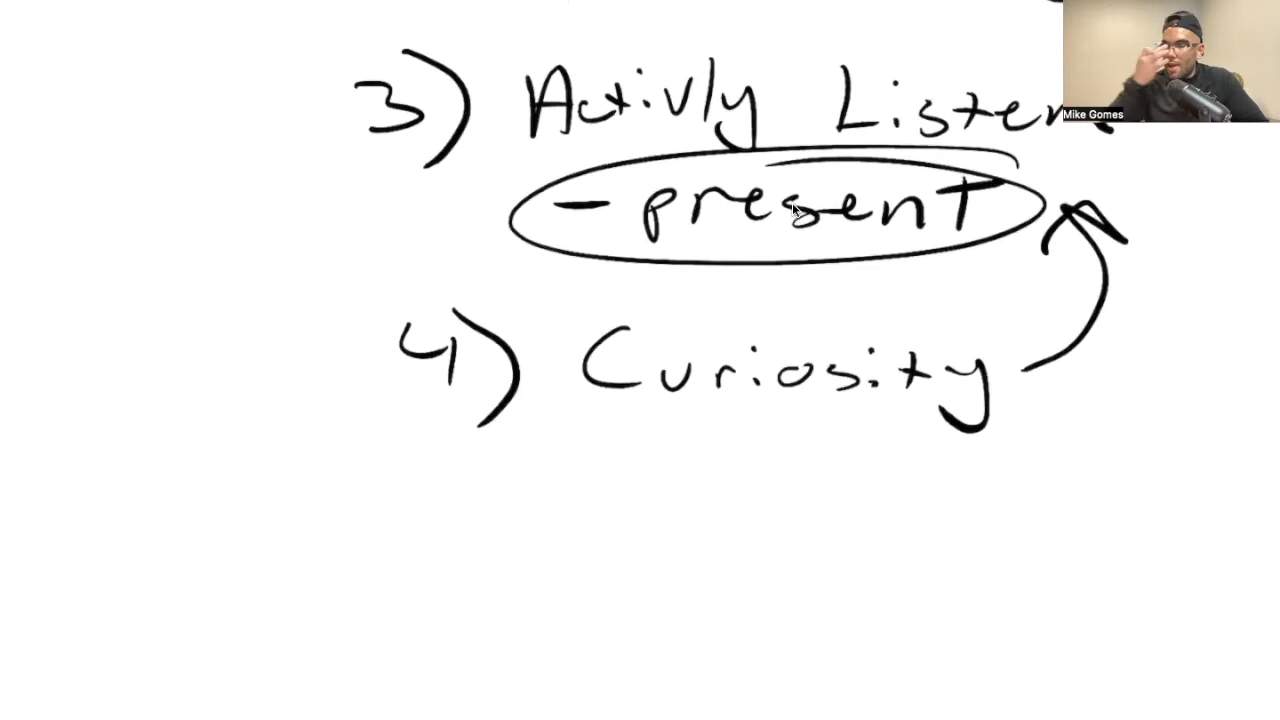 3) Activly Listen
- present
4) Curiosity
Mike Gomes